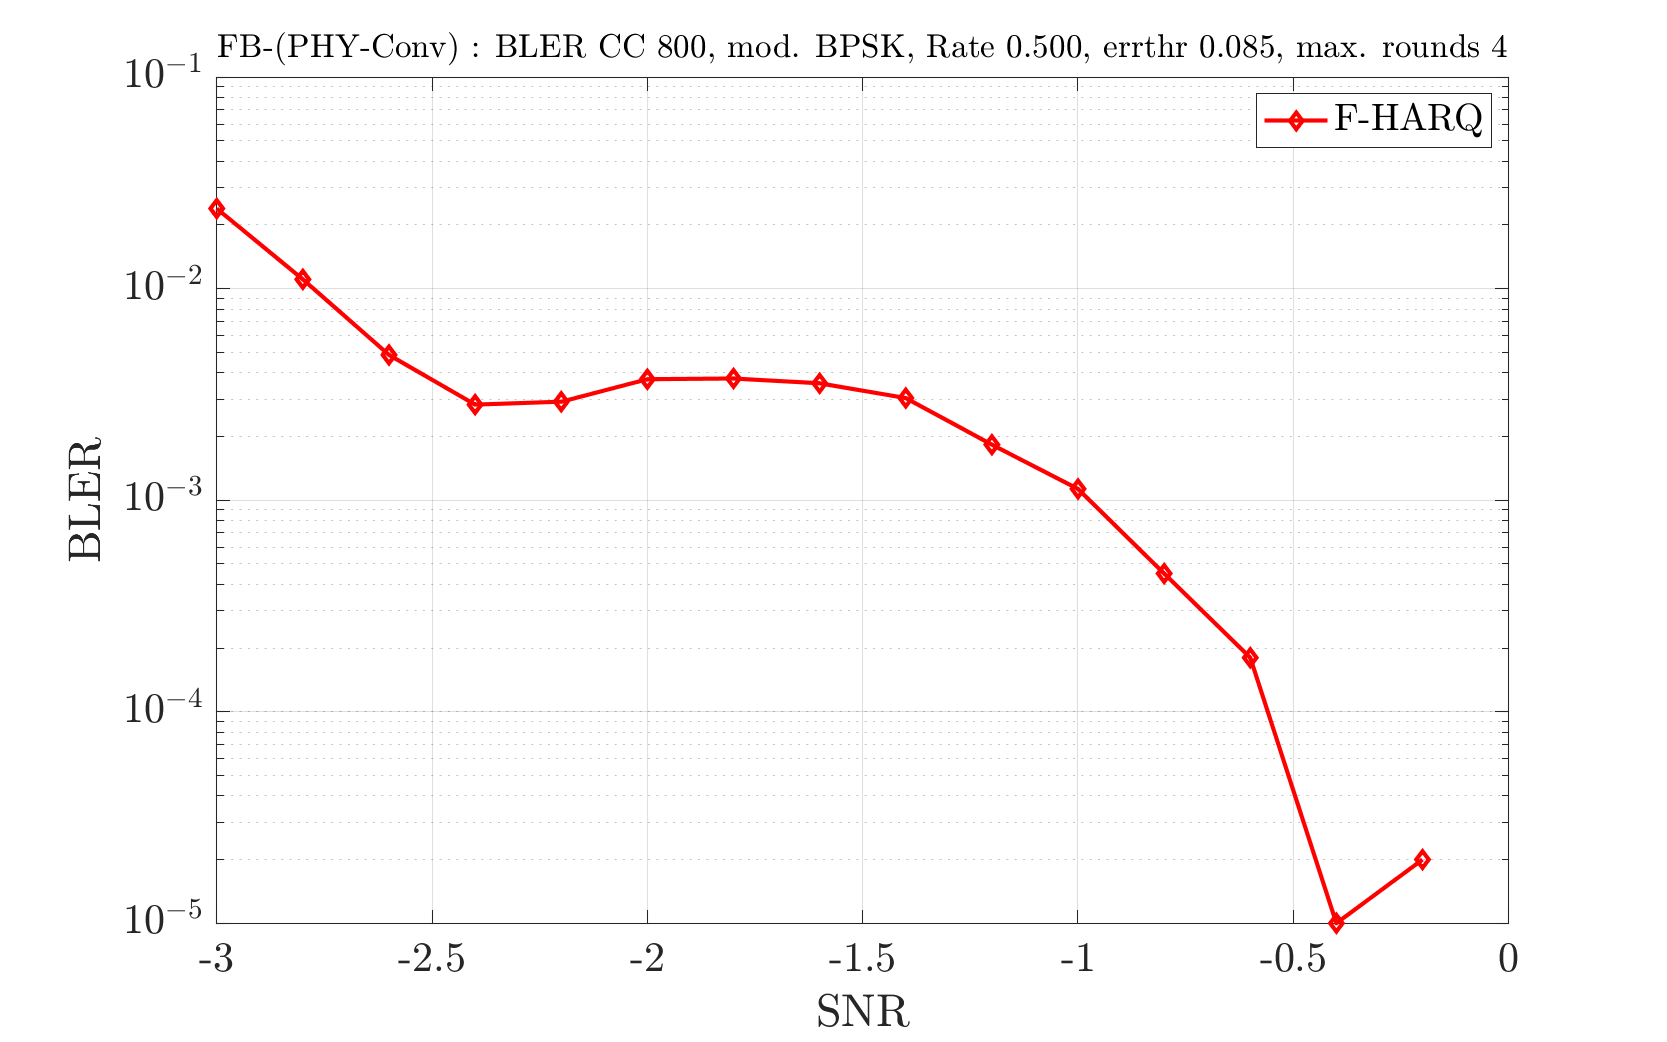 FB-(PHY-Conv) : BLER CC 800, mod. BPSK, Rate 0.500, errthr 0.085, max. rounds 4
F-HARQ
10^{-1}
10^{-2}
10^{-3}
10^{-4}
10^{-5}
BLER
-3 -2.5 -2 -1.5 -1 -0.5 0
SNR